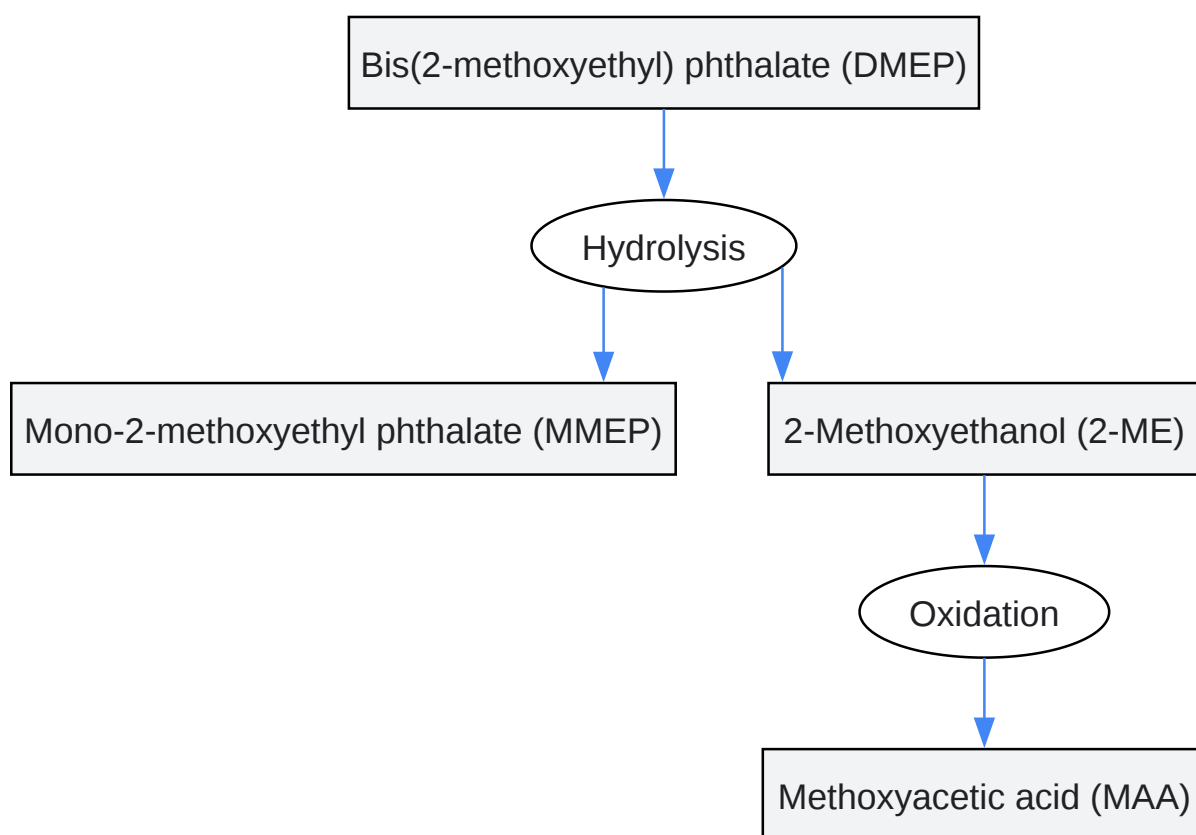 Bis(2-methoxyethyl) phthalate (DMEP)
Hydrolysis
Mono-2-methoxyethyl phthalate (MMEP)
2-Methoxyethanol (2-ME)
Oxidation
Methoxyacetic acid (MAA)